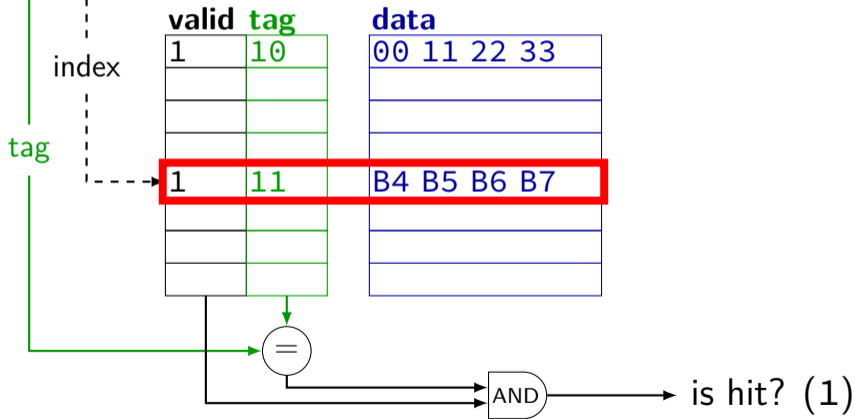 valid tag data
1 10 00 11 22 33
index
tag
1 11 B4 B5 B6 B7
=
AND is hit? (1)